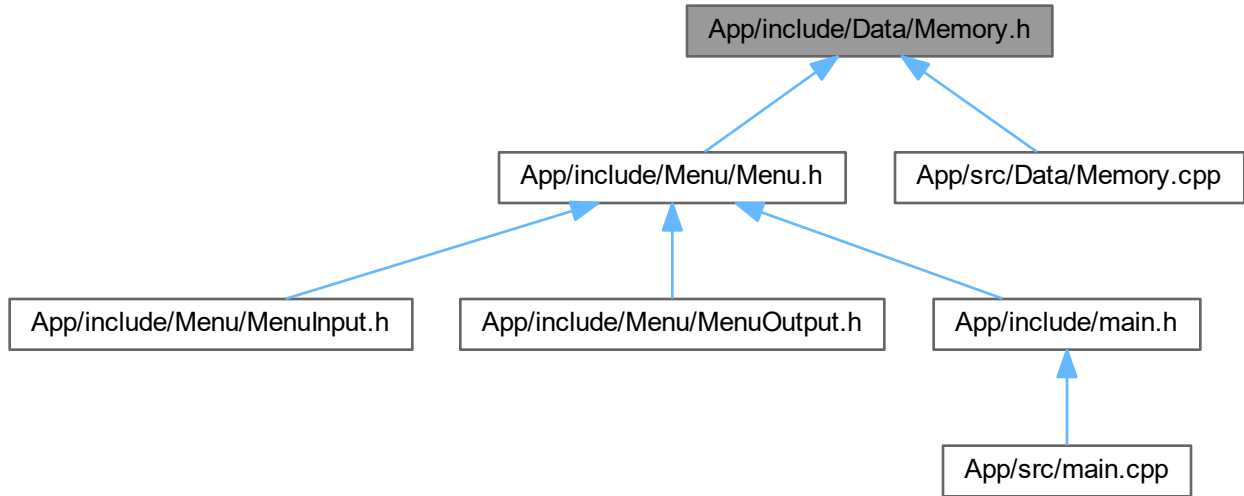 App/include/Data/Memory.h
App/include/Menu/Menu.h
App/src/Data/Memory.cpp
App/include/Menu/MenuInput.h
App/include/Menu/MenuOutput.h
App/include/main.h
App/src/main.cpp